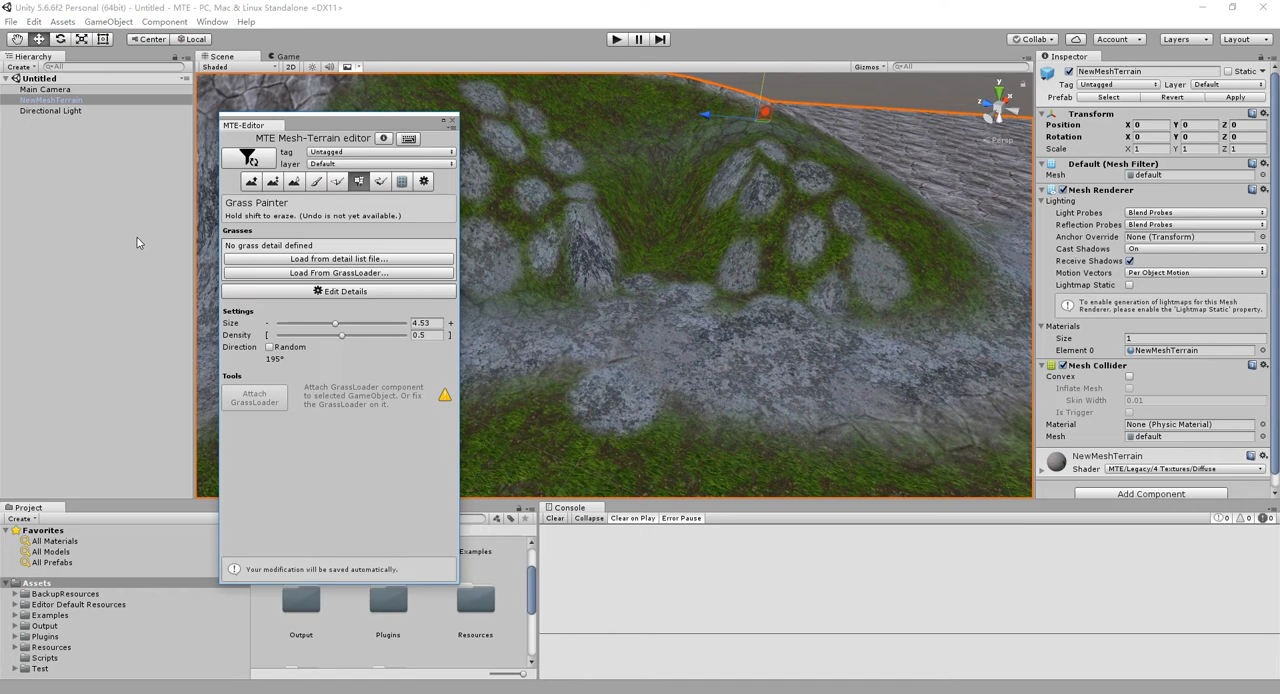 Unity 5.6.6f2 Personal (64bit) - Untitled - MTE - PC, Mac & Linux Standalone <DX11>
File Edit Assets GameObject Component Window Help
Center Local Collab Account Layers Layout
Hierarchy
Create All
Untitled
Main Camera
NewMeshTerrain
Directional Light
Scene Game
Shaded 2D Gizmos All
y
x
z
Persp
MTE-Editor
MTE Mesh-Terrain editor
tag Untagged
layer Default
Grass Painter
Hold shift to eraze. (Undo is not yet available.)
Grasses
No grass detail defined
Load from detail list file...
Load From GrassLoader...
Edit Details
Settings
Size - 4.53 +
Density [ 0.5 ]
Direction Random
195°
Tools
Attach GrassLoader
Attach GrassLoader component
to selected GameObject. Or fix
the GrassLoader on it.
Your modification will be saved automatically.
Inspector
NewMeshTerrain Static
Tag Untagged Layer Default
Prefab Select Revert Apply
Transform
Position X 0 Y 0 Z 0
Rotation X 0 Y 0 Z 0
Scale X 1 Y 1 Z 1
Default (Mesh Filter)
Mesh default
Mesh Renderer
Lighting
Light Probes Blend Probes
Reflection Probes Blend Probes
Anchor Override None (Transform)
Cast Shadows On
Receive Shadows
Motion Vectors Per Object Motion
Lightmap Static
To enable generation of lightmaps for this Mesh
Renderer, please enable the 'Lightmap Static' property.
Materials
Size 1
Element 0 NewMeshTerrain
Mesh Collider
Convex
Inflate Mesh
Skin Width 0.01
Is Trigger
Material None (Physic Material)
Mesh default
NewMeshTerrain
Shader MTE/Legacy/4 Textures/Diffuse
Add Component
Project
Create
Favorites
All Materials
All Models
All Prefabs
Assets
BackupResources
Editor Default Resources
Examples
Output
Plugins
Resources
Scripts
Test
Examples
Output Plugins Resources
Console
Clear Collapse Clear on Play Error Pause 0 0 0